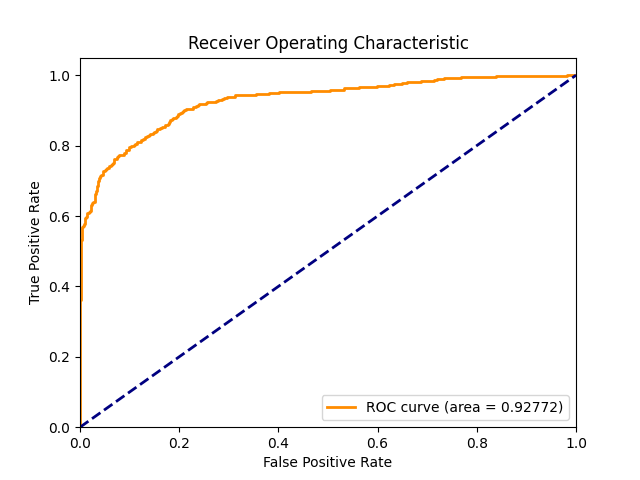 Receiver Operating Characteristic
True Positive Rate
1.0
0.8
0.6
0.4
0.2
0.0
ROC curve (area = 0.92772)
0.0 0.2 0.4 0.6 0.8 1.0
False Positive Rate